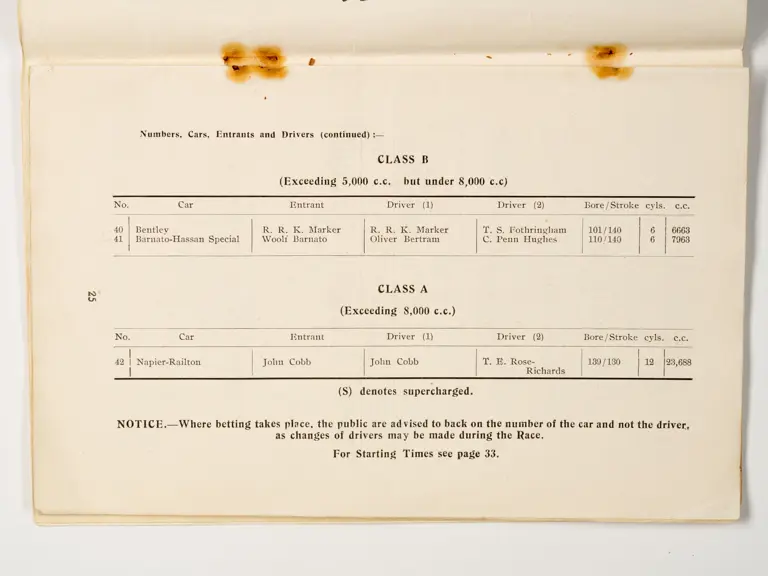 Numbers, Cars, Entrants and Drivers (continued) :—
CLASS B
(Exceeding 5,000 c.c. but under 8,000 c.c)
No. Car Entrant Driver (1) Driver (2) Bore/Stroke cyls. c.c.
40 Bentley R. R. K. Marker R. R. K. Marker T. S. Fothringham 101/140 6 6663
41 Barnato-Hassan Special Woolf Barnato Oliver Bertram C. Penn Hughes 110/140 6 7963
25
CLASS A
(Exceeding 8,000 c.c.)
No. Car Entrant Driver (1) Driver (2) Bore/Stroke cyls. c.c.
42 Napier-Railton John Cobb John Cobb T. E. Rose- 139/130 12 23,688
Richards
(S) denotes supercharged.
NOTICE.—Where betting takes place, the public are advised to back on the number of the car and not the driver,
as changes of drivers may be made during the Race.
For Starting Times see page 33.